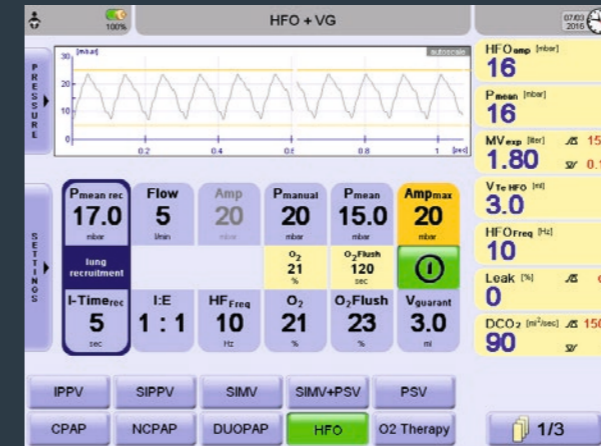 100%
HFO + VG
07/03
2016
PRESSURE
[mbar]
autoscale
30
20
10
0
0.2
0.4
0.6
0.8
1
[sec]
HFOamp [mbar]
16
Pmean [mbar]
16
MVexp [liter]
15
1.80
0.1
VTe HFO [ml]
3.0
HFOFreq [Hz]
10
Leak [%]
0
DCO2 [ml²/sec]
150
90
SETTINGS
Pmean rec
17.0
mbar
Flow
5
l/min
Amp
20
mbar
Pmanual
20
mbar
Pmean
15.0
mbar
Ampmax
20
mbar
lung
recruitment
O2
21
%
O2Flush
120
sec
I-Timerec
5
sec
I:E
1 : 1
HFFreq
10
Hz
O2
21
%
O2Flush
23
%
Vguarant
3.0
ml
IPPV
SIPPV
SIMV
SIMV+PSV
PSV
CPAP
NCPAP
DUOPAP
HFO
O2 Therapy
1/3